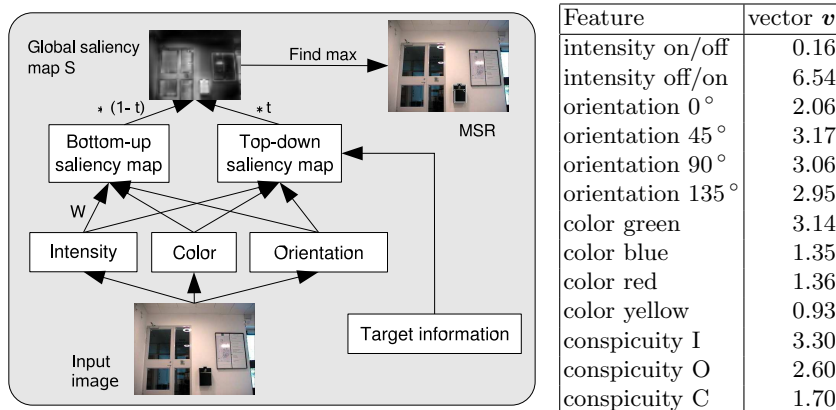 Global saliency
map S
Find max
MSR
* (1- t)
* t
Bottom-up
saliency map
Top-down
saliency map
W
Intensity
Color
Orientation
Target information
Input
image
Feature vector v
intensity on/off 0.16
intensity off/on 6.54
orientation 0° 2.06
orientation 45° 3.17
orientation 90° 3.06
orientation 135° 2.95
color green 3.14
color blue 1.35
color red 1.36
color yellow 0.93
conspicuity I 3.30
conspicuity O 2.60
conspicuity C 1.70